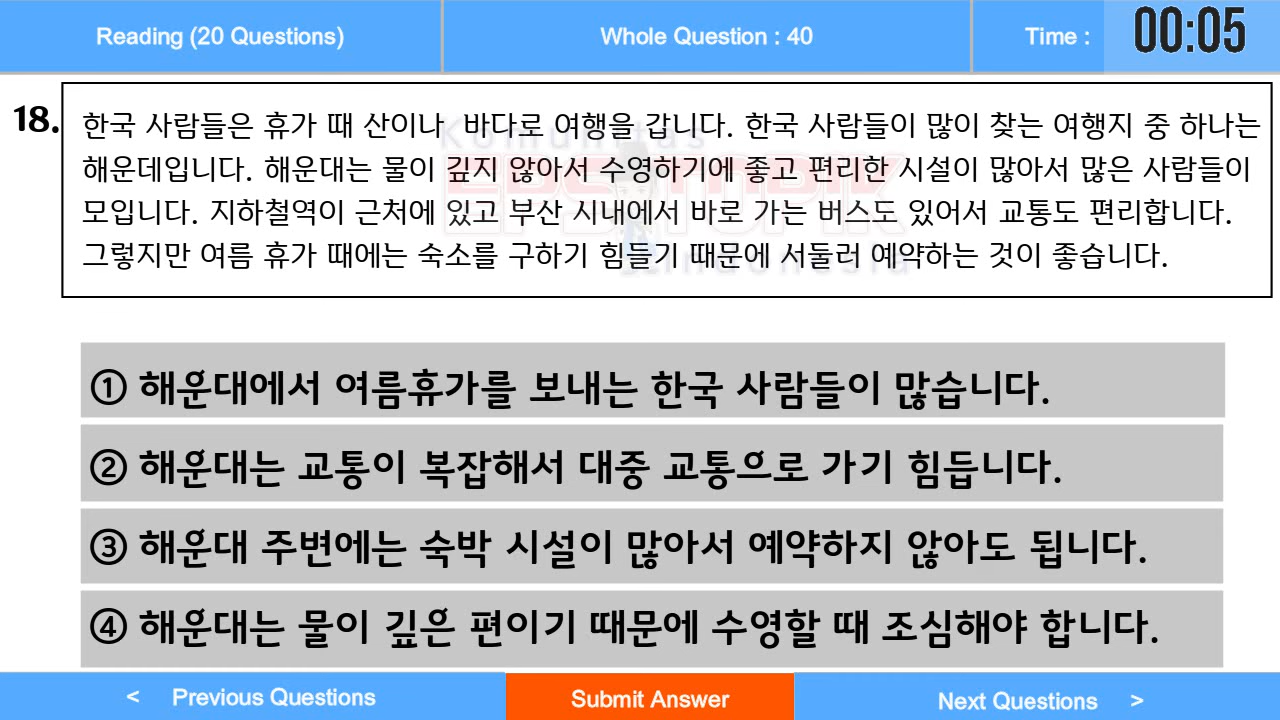 Reading (20 Questions)
Whole Question : 40
Time :
00:05
18.
한국 사람들은 휴가 때 산이나 바다로 여행을 갑니다. 한국 사람들이 많이 찾는 여행지 중 하나는
해운데입니다. 해운대는 물이 깊지 않아서 수영하기에 좋고 편리한 시설이 많아서 많은 사람들이
모입니다. 지하철역이 근처에 있고 부산 시내에서 바로 가는 버스도 있어서 교통도 편리합니다.
그렇지만 여름 휴가 때에는 숙소를 구하기 힘들기 때문에 서둘러 예약하는 것이 좋습니다.
Komunitas
EPS TOPIK
Indonesia
① 해운대에서 여름휴가를 보내는 한국 사람들이 많습니다.
② 해운대는 교통이 복잡해서 대중 교통으로 가기 힘듭니다.
③ 해운대 주변에는 숙박 시설이 많아서 예약하지 않아도 됩니다.
④ 해운대는 물이 깊은 편이기 때문에 수영할 때 조심해야 합니다.
< Previous Questions
Submit Answer
Next Questions >